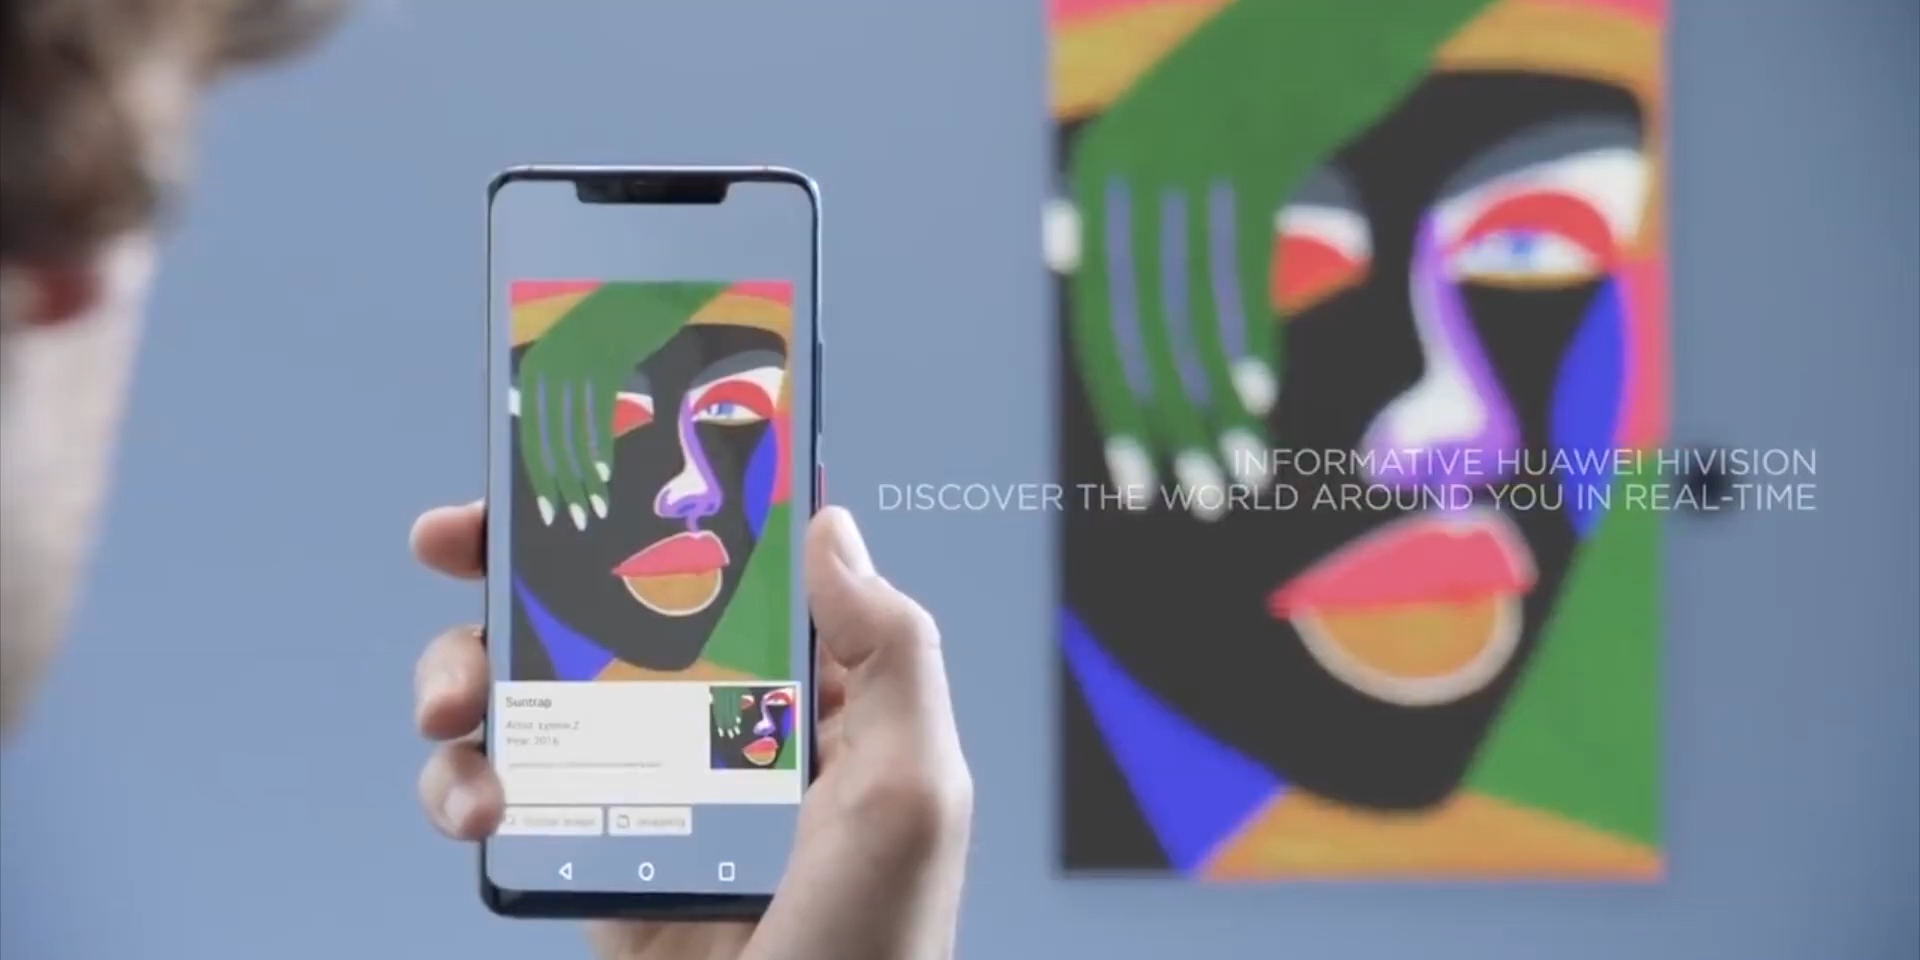 INFORMATIVE HUAWEI HIVISION
DISCOVER THE WORLD AROUND YOU IN REAL-TIME
Suntrap
Year: 2016